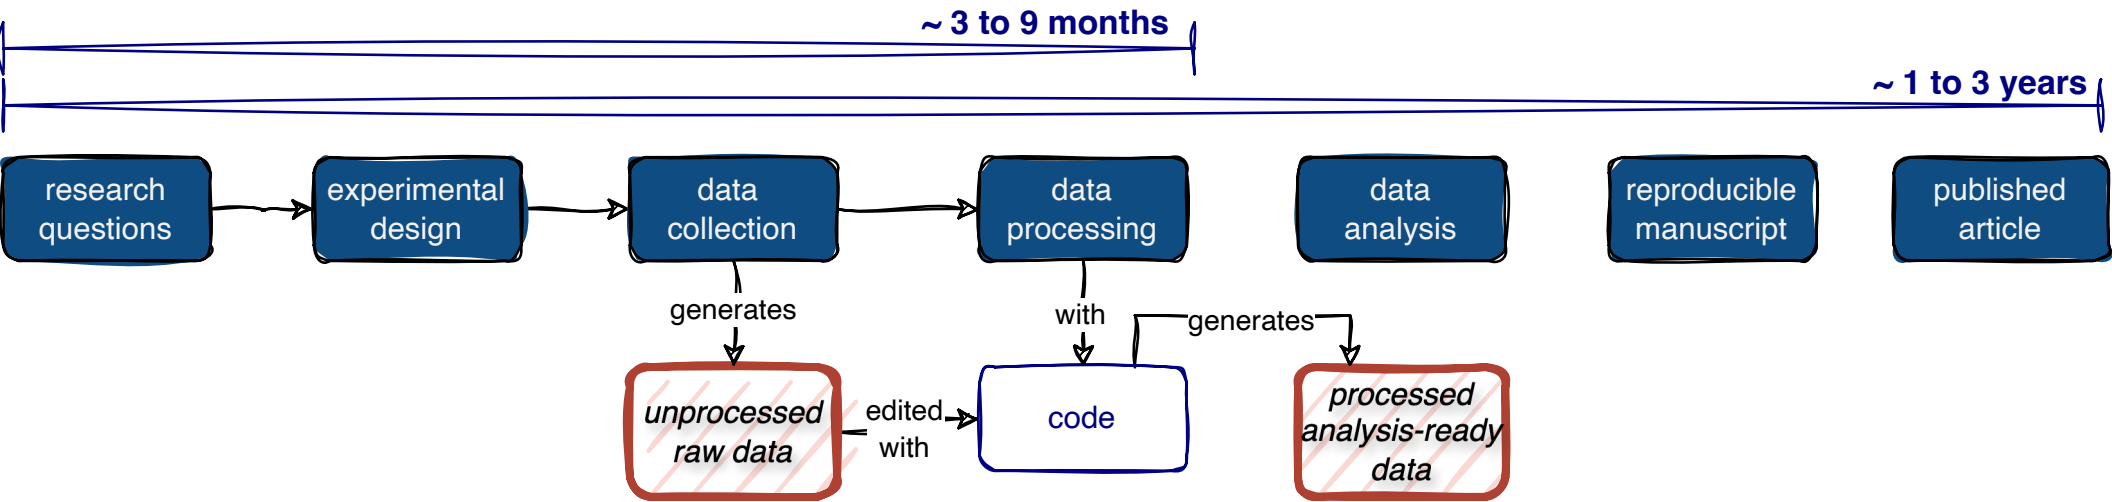 ~ 3 to 9 months
~ 1 to 3 years
research
questions
experimental
design
data
collection
data
processing
data
analysis
reproducible
manuscript
published
article
generates
with
generates
unprocessed
raw data
edited
with
code
processed
analysis-ready
data